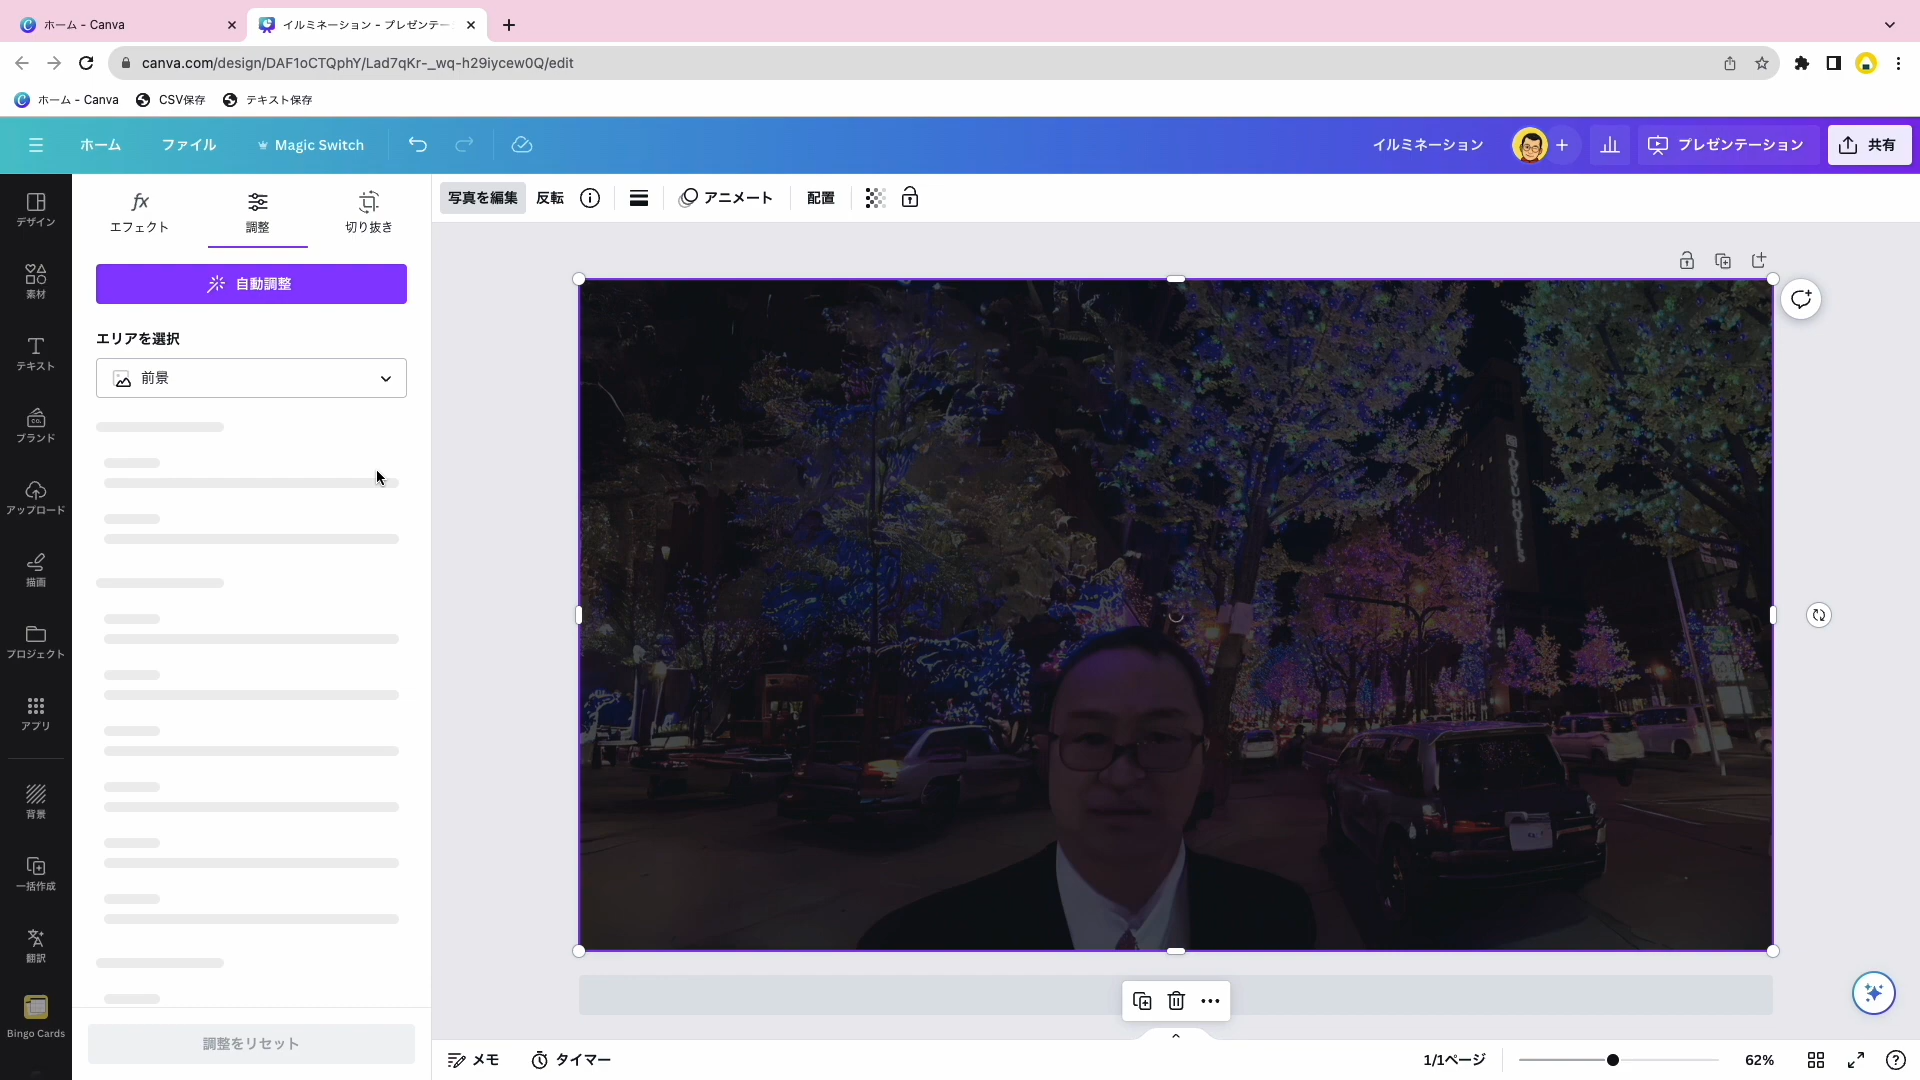 ホーム - Canva
イルミネーション - プレゼンテー
canva.com/design/DAF1oCTQphY/Lad7qKr-_wq-h29iycew0Q/edit
ホーム - Canva CSV保存 テキスト保存
ホーム ファイル Magic Switch イルミネーション プレゼンテーション 共有
エフェクト 調整 切り抜き
写真を編集 反転 アニメート 配置
自動調整
エリアを選択
前景
調整をリセット
デザイン
素材
テキスト
ブランド
アップロード
描画
プロジェクト
アプリ
背景
一括作成
翻訳
Bingo Cards
メモ タイマー 1/1ページ 62%